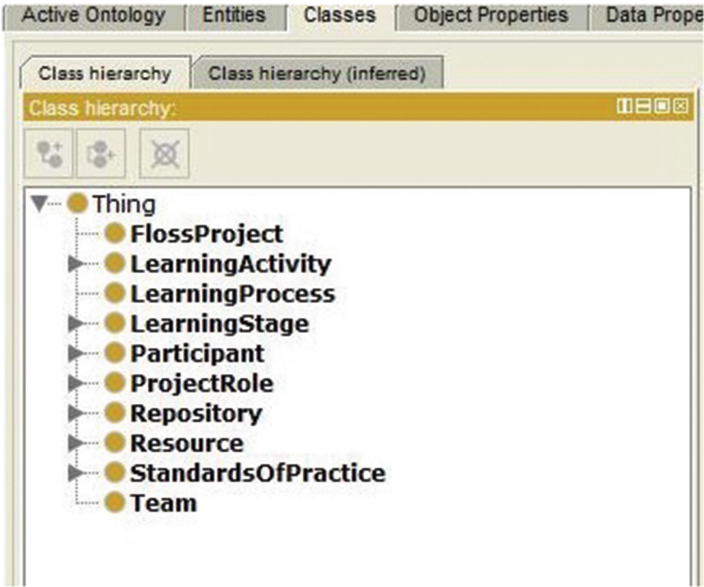 Active Ontology Entities Classes Object Properties Data Prope
Class hierarchy Class hierarchy (inferred)
Class hierarchy:
Thing
FlossProject
LearningActivity
LearningProcess
LearningStage
Participant
ProjectRole
Repository
Resource
StandardsOfPractice
Team